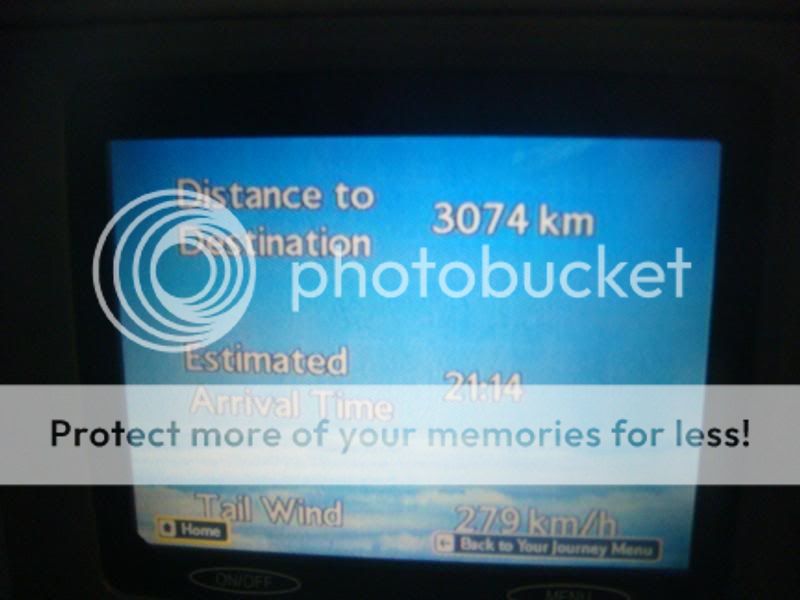 Distance to
Destination
3074 km
photobucket
Estimated
Arrival Time
21:14
Protect more of your memories for less!
Tail Wind
279 km/h
Home
Back to Your Journey Menu
ON/OFF
MENU